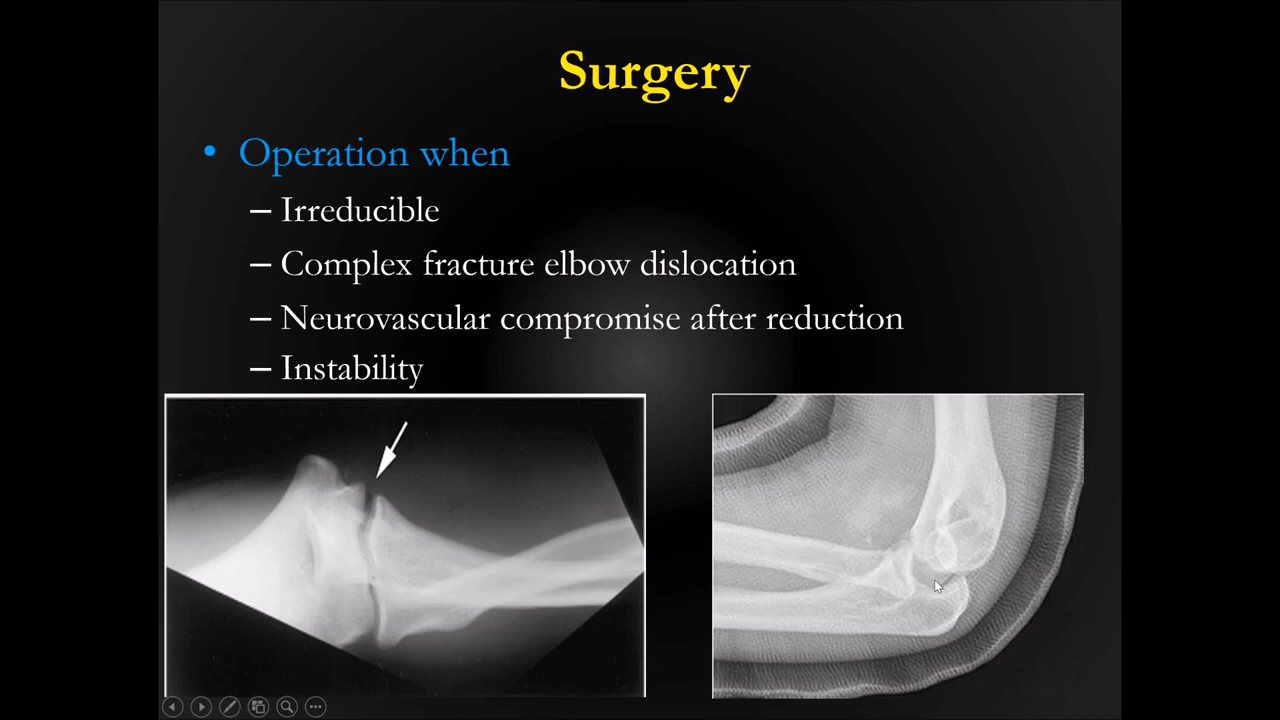 Surgery
• Operation when
– Irreducible
– Complex fracture elbow dislocation
– Neurovascular compromise after reduction
– Instability